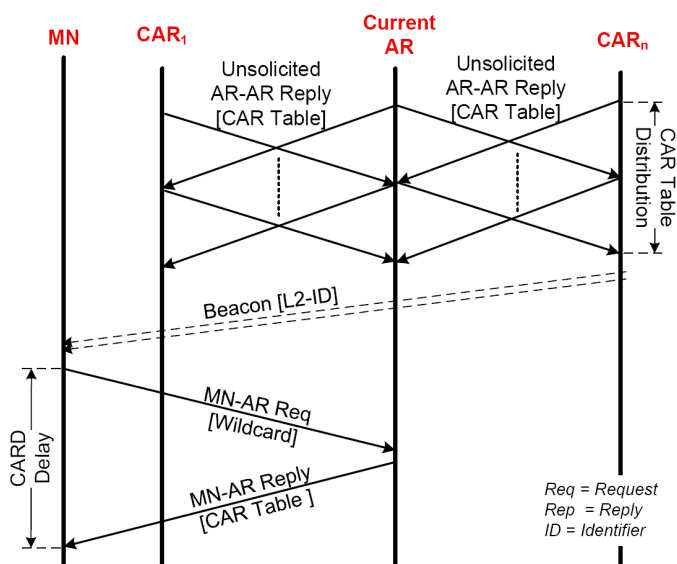 MN
CAR1
Current
AR
CARn
Unsolicited
AR-AR Reply
[CAR Table]
Unsolicited
AR-AR Reply
[CAR Table]
CAR Table
Distribution
Beacon [L2-ID]
MN-AR Req
[Wildcard]
CARD
Delay
MN-AR Reply
[CAR Table ]
Req = Request
Rep = Reply
ID = Identifier